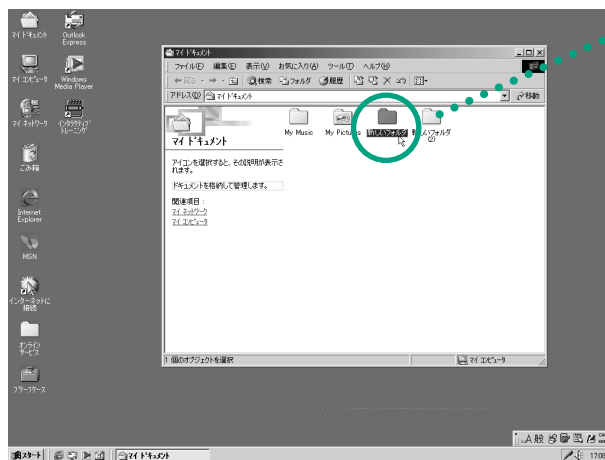 マイ ドキュメント
Outlook
Express
マイ コンピュータ
Windows
Media Player
マイ ネットワーク
インタラクティブ
トレーニング
ごみ箱
Internet
Explorer
MSN
インターネットに
接続
オンライン
サービス
ブリーフケース
マイ ドキュメント
ファイル(F) 編集(E) 表示(V) お気に入り(A) ツール(T) ヘルプ(H)
戻る 検索 フォルダ 履歴
アドレス(D) マイ ドキュメント 移動
マイ ドキュメント
アイコンを選択すると、その説明が表示さ
れます。
ドキュメントを格納して管理します。
関連項目:
マイ ネットワーク
マイ コンピュータ
My Music My Pictures 新しいフォルダ 新しいフォルダ
(2)
1 個のオブジェクトを選択 マイ コンピュータ
A 般
スタート マイ ドキュメント 17:08